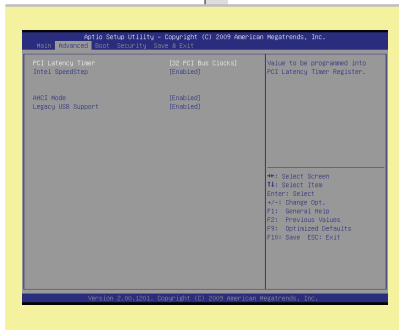 Aptio Setup Utility - Copyright (C) 2009 American Megatrends, Inc.
Main Advanced Boot Security Save & Exit
PCI Latency Timer [32 PCI Bus Clocks]
Intel SpeedStep [Enabled]
AHCI Mode [Enabled]
Legacy USB Support [Enabled]
Value to be programmed into
PCI Latency Timer Register.
→←: Select Screen
↑↓: Select Item
Enter: Select
+/-: Change Opt.
F1: General Help
F2: Previous Values
F9: Optimized Defaults
F10: Save ESC: Exit
Version 2.00.1201. Copyright (C) 2009 American Megatrends, Inc.